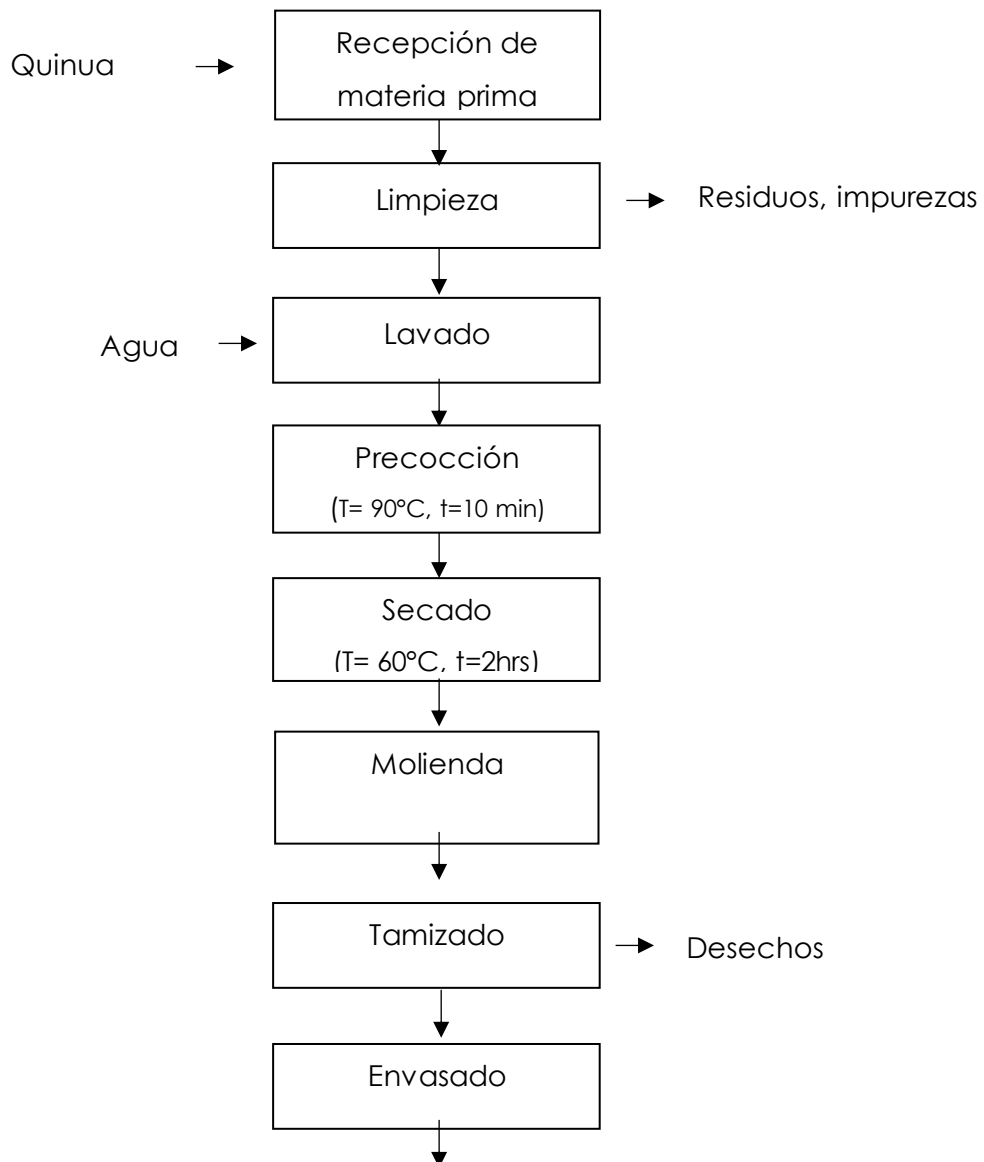 Quinua
Recepción de
materia prima
Limpieza
Residuos, impurezas
Agua
Lavado
Precocción
(T= 90°C, t=10 min)
Secado
(T= 60°C, t=2hrs)
Molienda
Tamizado
Desechos
Envasado